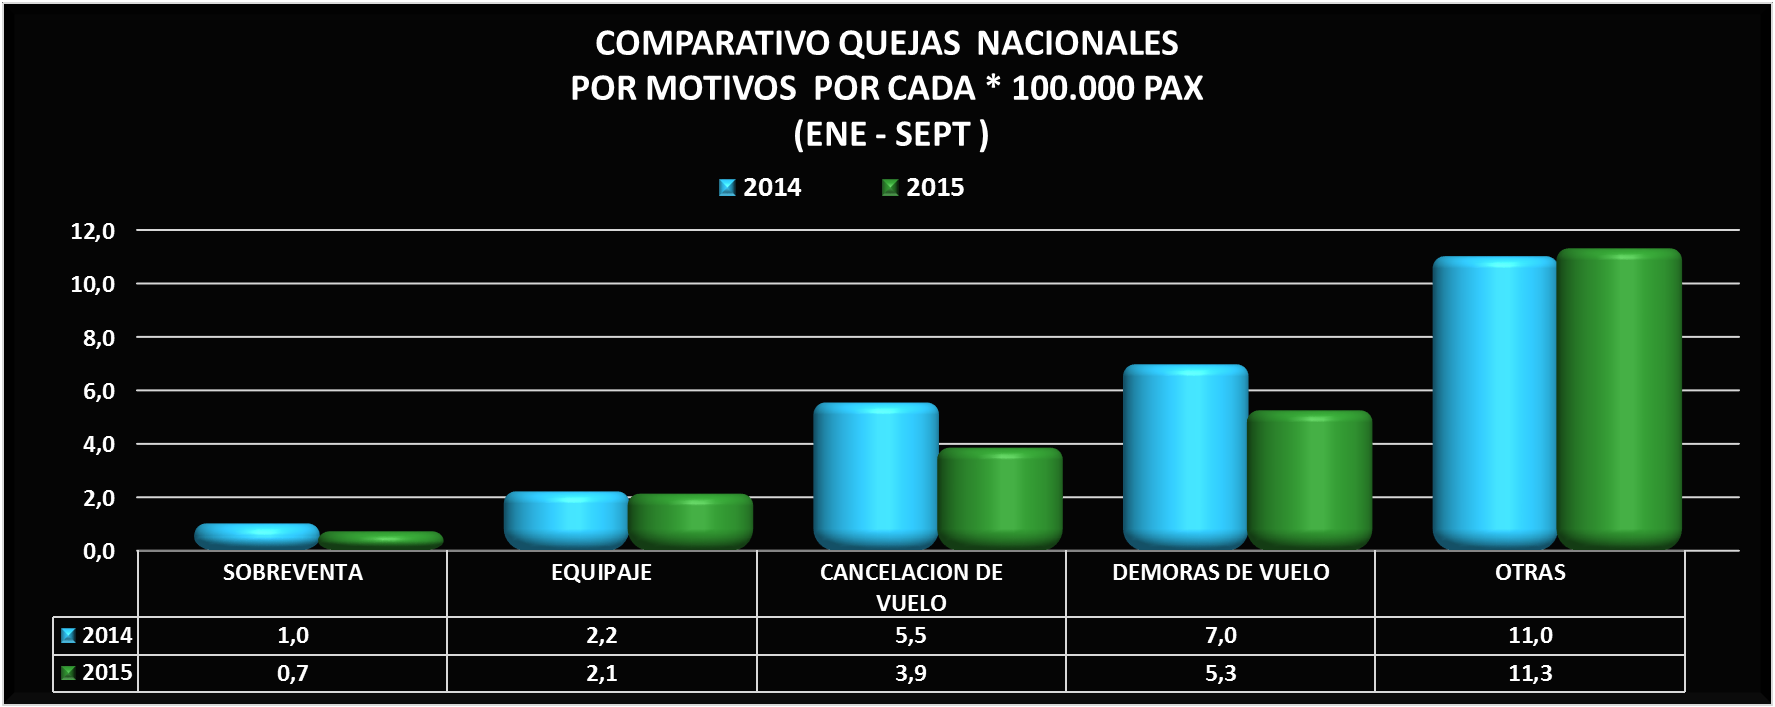 COMPARATIVO QUEJAS NACIONALES
POR MOTIVOS POR CADA * 100.000 PAX
(ENE - SEPT )
2014 2015
12,0
10,0
8,0
6,0
4,0
2,0
0,0
SOBREVENTA EQUIPAJE CANCELACION DE VUELO DEMORAS DE VUELO OTRAS
2014 1,0 2,2 5,5 7,0 11,0
2015 0,7 2,1 3,9 5,3 11,3